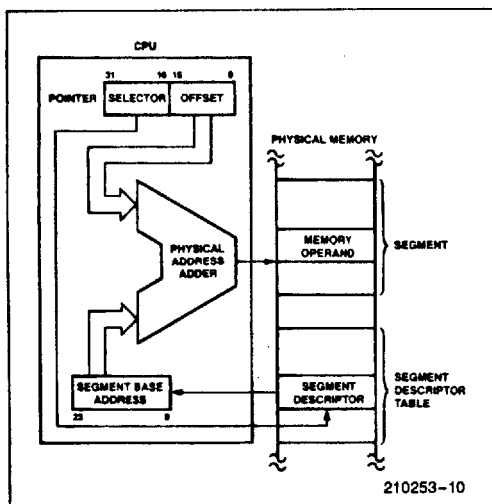 CPU
31 16 15 0
POINTER SELECTOR OFFSET
PHYSICAL MEMORY
PHYSICAL
ADDRESS
ADDER
MEMORY
OPERAND
SEGMENT
SEGMENT BASE
ADDRESS
23 0
SEGMENT
DESCRIPTOR
SEGMENT
DESCRIPTOR
TABLE
210253-10